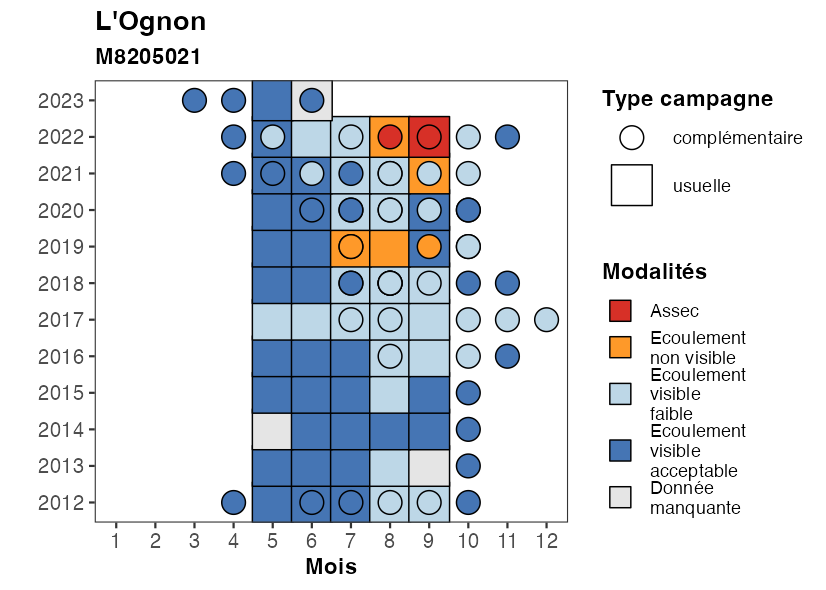 L'Ognon
M8205021
2023
2022
2021
2020
2019
2018
2017
2016
2015
2014
2013
2012
1 2 3 4 5 6 7 8 9 10 11 12
Mois
Type campagne
complémentaire
usuelle
Modalités
Assec
Ecoulement
non visible
Ecoulement
visible
faible
Ecoulement
visible
acceptable
Donnée
manquante